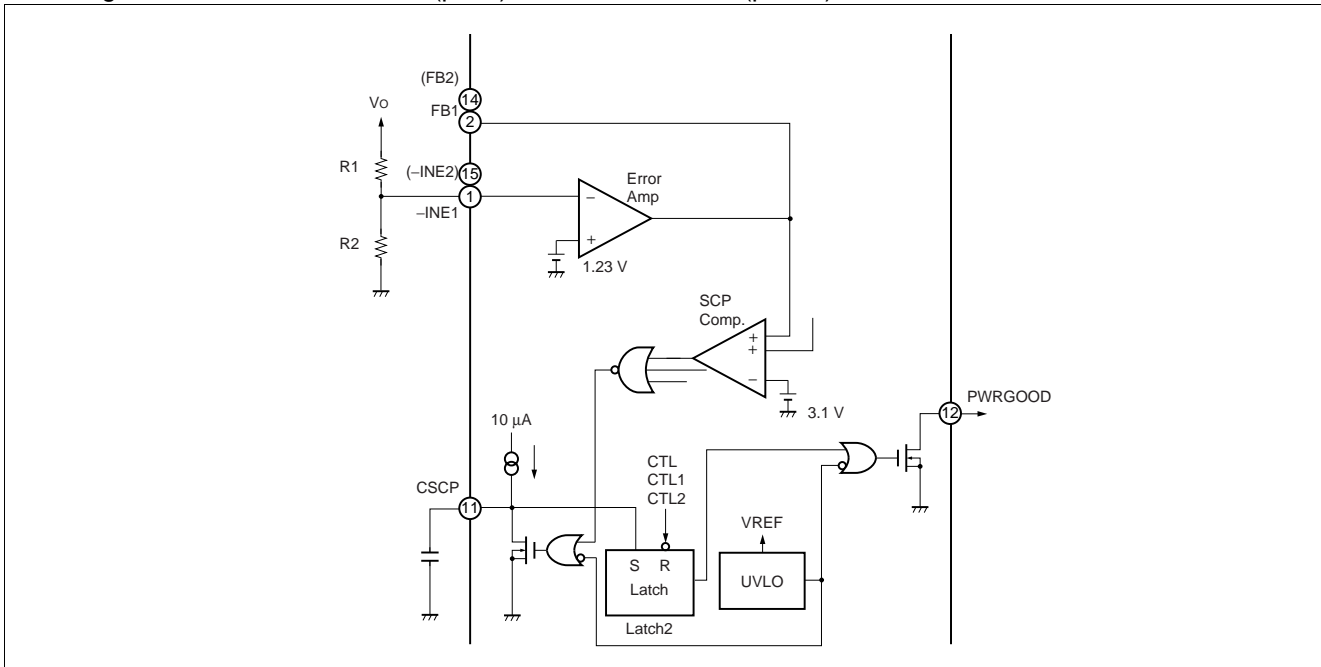 (FB2)
14
Vo
FB1
2
R1
(−INE2)
15
1
−INE1
R2
Error
Amp
−
+
1.23 V
SCP
Comp.
+
+
−
3.1 V
12
PWRGOOD
10 µA
CTL
CTL1
CTL2
CSCP
11
VREF
S R
Latch
UVLO
Latch2